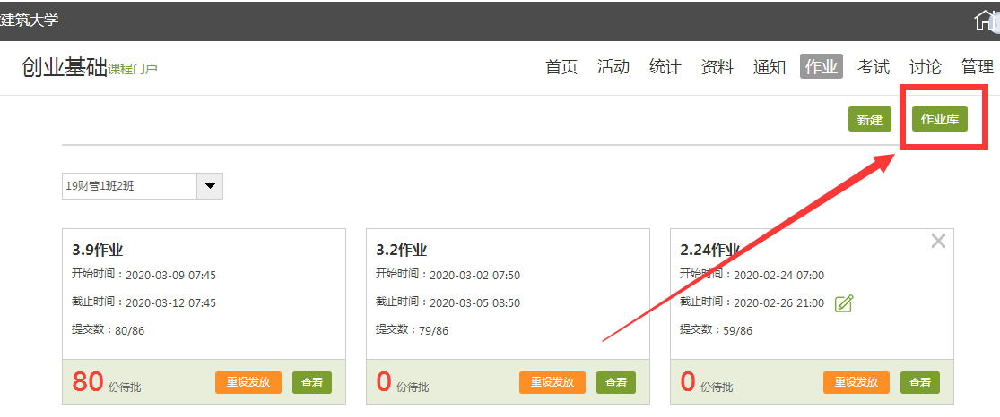 建筑大学
创业基础课程门户
首页 活动 统计 资料 通知 作业 考试 讨论 管理
新建 作业库
19财管1班2班
3.9作业
开始时间：2020-03-09 07:45
截止时间：2020-03-12 07:45
提交数：80/86
80 份待批 重设发放 查看
3.2作业
开始时间：2020-03-02 07:50
截止时间：2020-03-05 08:50
提交数：79/86
0 份待批 重设发放 查看
2.24作业
开始时间：2020-02-24 07:00
截止时间：2020-02-26 21:00
提交数：59/86
0 份待批 重设发放 查看